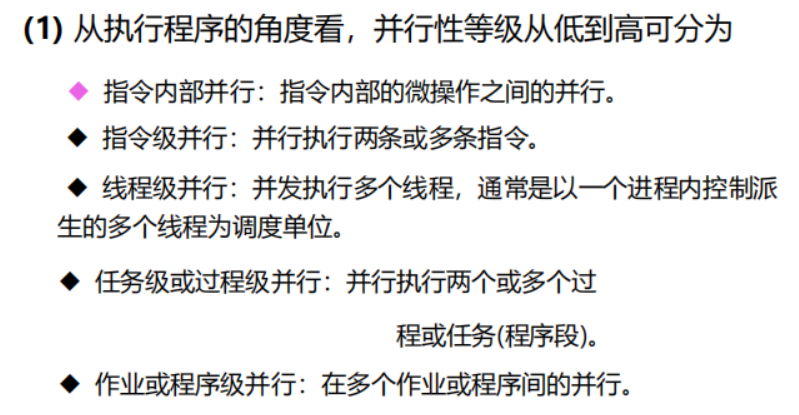 (1) 从执行程序的角度看，并行性等级从低到高可分为
◆ 指令内部并行：指令内部的微操作之间的并行。
◆ 指令级并行：并行执行两条或多条指令。
◆ 线程级并行：并发执行多个线程，通常是以一个进程内控制派
生的多个线程为调度单位。
◆ 任务级或过程级并行：并行执行两个或多个过
程或任务(程序段)。
◆ 作业或程序级并行：在多个作业或程序间的并行。